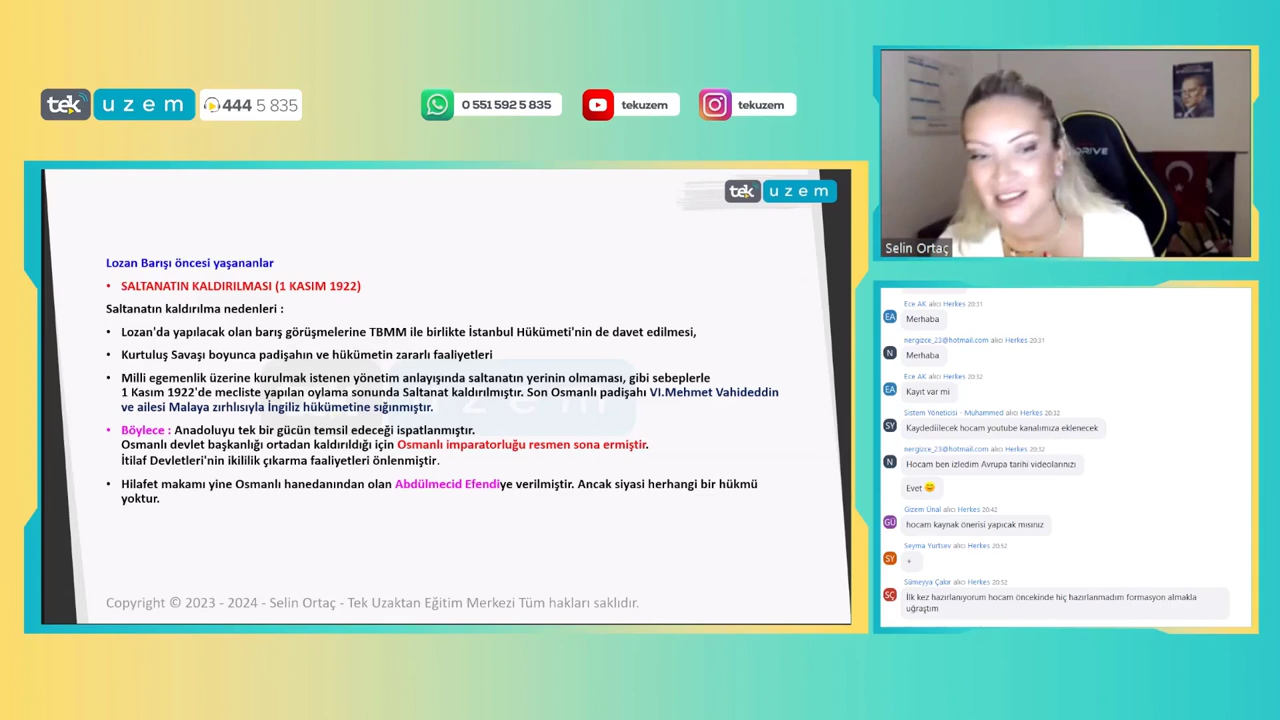 tek uzem 444 5 835
0 551 592 5 835
tekuzem
tekuzem
tek uzem
Lozan Barışı öncesi yaşananlar
• SALTANATIN KALDIRILMASI (1 KASIM 1922)
Saltanatın kaldırılma nedenleri :
• Lozan'da yapılacak olan barış görüşmelerine TBMM ile birlikte İstanbul Hükümeti'nin de davet edilmesi,
• Kurtuluş Savaşı boyunca padişahın ve hükümetin zararlı faaliyetleri
• Milli egemenlik üzerine kurulmak istenen yönetim anlayışında saltanatın yerinin olmaması, gibi sebeplerle
1 Kasım 1922'de mecliste yapılan oylama sonunda Saltanat kaldırılmıştır. Son Osmanlı padişahı VI.Mehmet Vahideddin
ve ailesi Malaya zırhlısıyla İngiliz hükümetine sığınmıştır.
• Böylece : Anadoluyu tek bir gücün temsil edeceği ispatlanmıştır.
Osmanlı devlet başkanlığı ortadan kaldırıldığı için Osmanlı imparatorluğu resmen sona ermiştir.
İtilaf Devletleri'nin ikililik çıkarma faaliyetleri önlenmiştir.
• Hilafet makamı yine Osmanlı hanedanından olan Abdülmecid Efendiye verilmiştir. Ancak siyasi herhangi bir hükmü
yoktur.
Copyright © 2023 - 2024 - Selin Ortaç - Tek Uzaktan Eğitim Merkezi Tüm hakları saklıdır.
DRIVE
Selin Ortaç
Ece AK alıcı Herkes 20:31
EA Merhaba
nergizce_23@hotmail.com alıcı Herkes 20:31
N Merhaba
Ece AK alıcı Herkes 20:32
EA Kayıt var mi
Sistem Yöneticisi - Muhammed alıcı Herkes 20:32
SY Kaydedilecek hocam youtube kanalımıza eklenecek
nergizce_23@hotmail.com alıcı Herkes 20:32
N Hocam ben izledim Avrupa tarihi videolarınızı
Evet 😊
Gizem Ünal alıcı Herkes 20:42
GÜ hocam kaynak önerisi yapıcak mısınız
Seyma Yurtsev alıcı Herkes 20:52
SY +
Sümeyya Çakır alıcı Herkes 20:52
SÇ İlk kez hazırlanıyorum hocam öncekinde hiç hazırlanmadım formasyon almakla
uğraştım